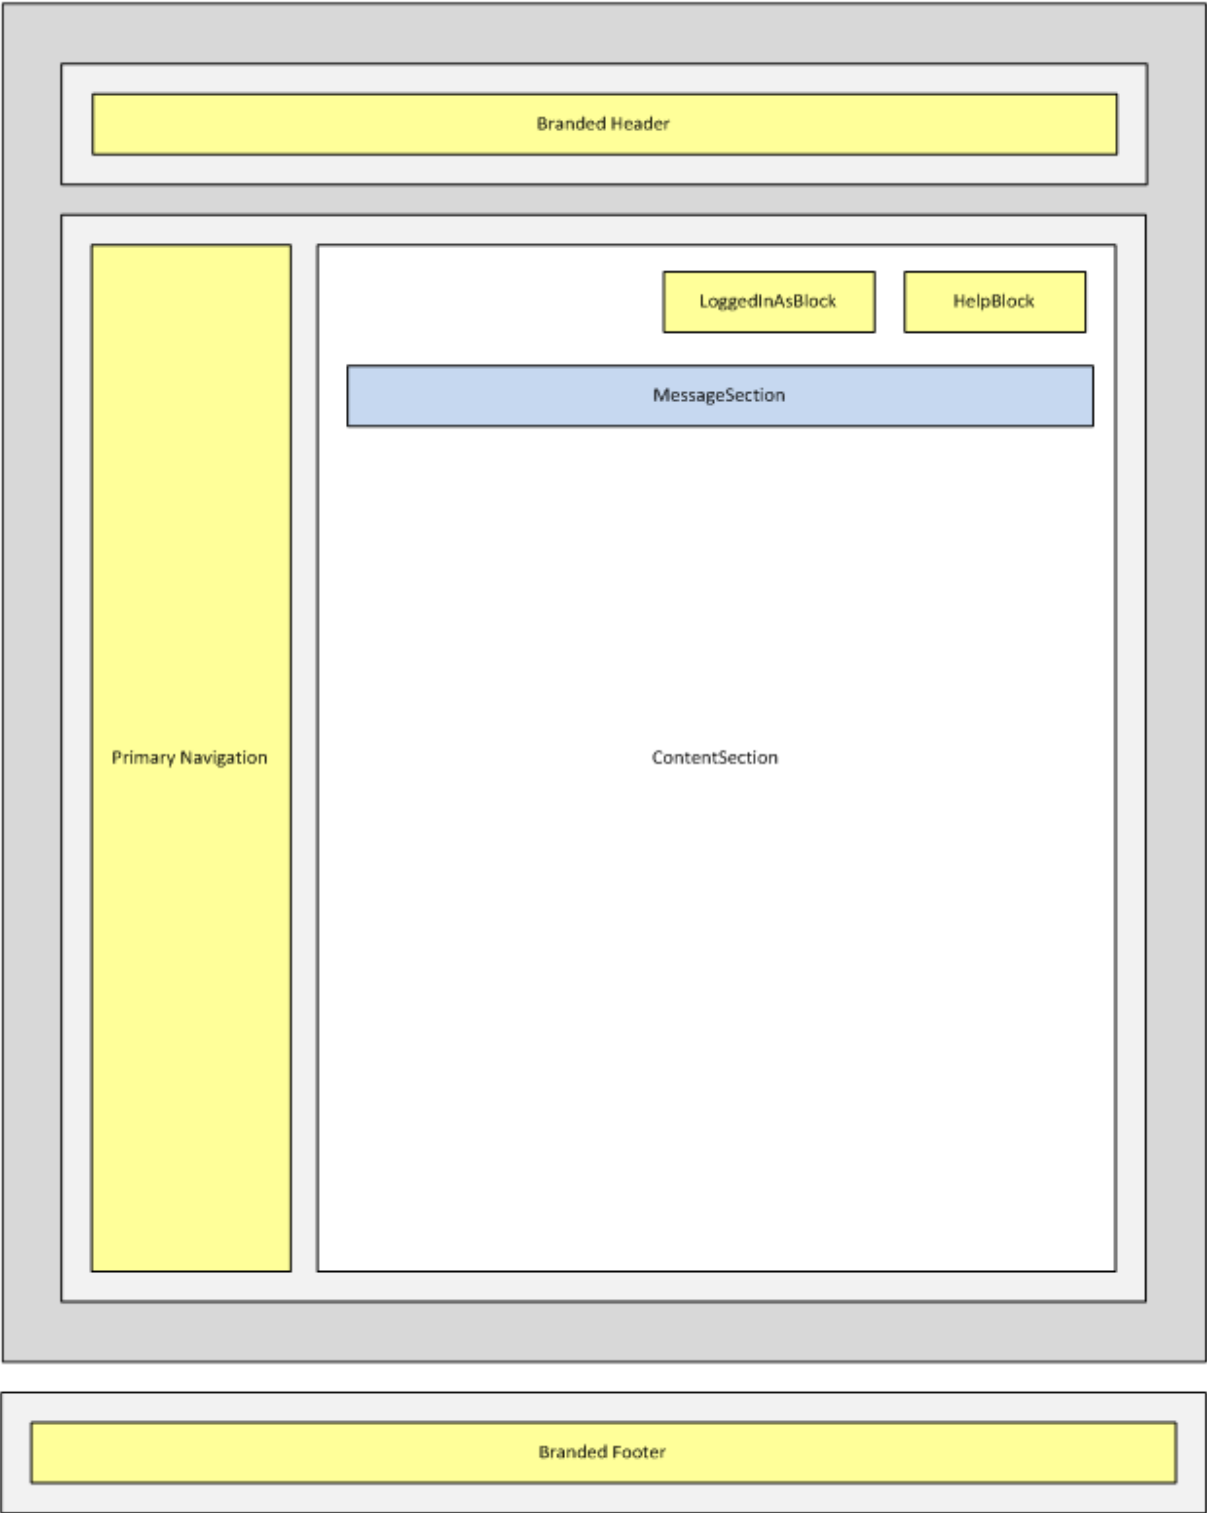 Branded Header
LoggedInAsBlock
HelpBlock
MessageSection
Primary Navigation
ContentSection
Branded Footer